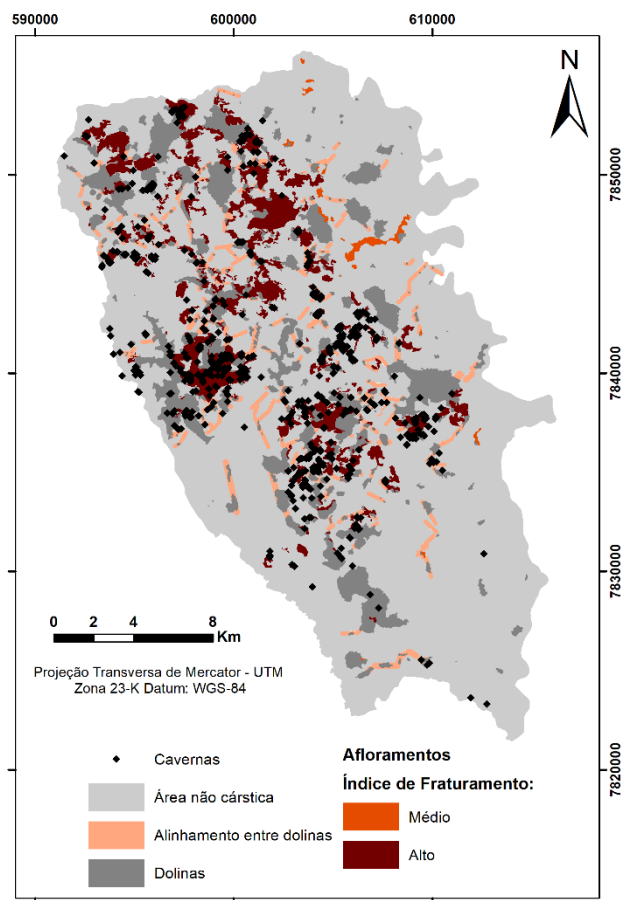 590000 600000 610000
N
7850000
7840000
7830000
7820000
0 2 4 8
Km
Projeção Transversa de Mercator - UTM
Zona 23-K Datum: WGS-84
Cavernas
Área não cárstica
Alinhamento entre dolinas
Dolinas
Afloramentos
Índice de Fraturamento:
Médio
Alto